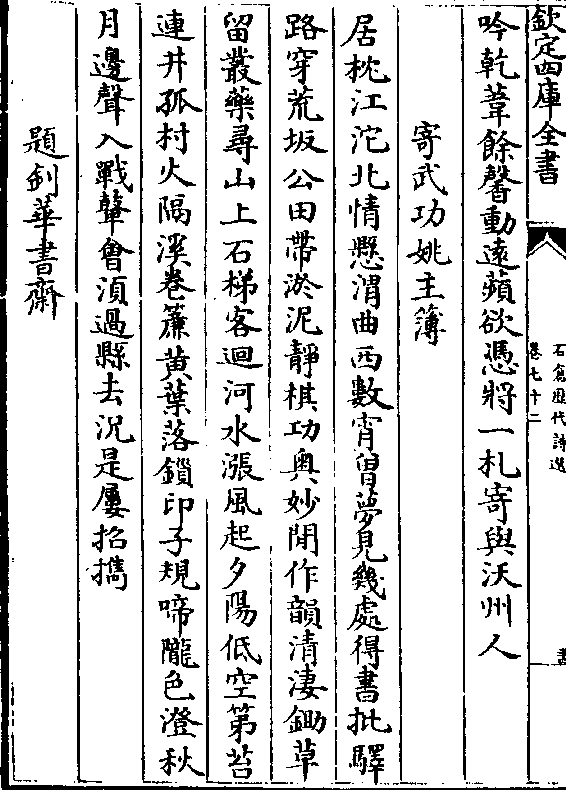 欽定四庫全書
石倉歷代詩選
卷七十二
吟乾葦餘馨動遠蘋欲憑將一札寄與沃州人
寄武功姚主簿
居枕江沱北情懸渭曲西數宵曽夢見幾處得書批驛
路穿荒坂公田帶淤泥靜棋功奥妙閒作韻清淒鋤草
留叢藥尋山上石梯客迴河水漲風起夕陽低空第苔
連井孤村火隔溪卷簾黄葉落鎖印子規啼隴色澄秋
月邊聲入戰鼙㑹湏過縣去況是屢招㩦
題劍華書齋